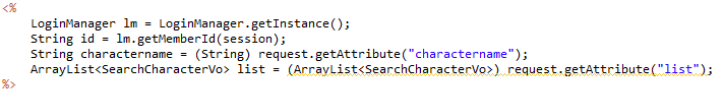 <%
LoginManager lm = LoginManager.getInstance();
String id = lm.getMemberId(session);
String charactername = (String) request.getAttribute("charactername");
ArrayList<SearchCharacterVo> list = (ArrayList<SearchCharacterVo>) request.getAttribute("list");
%>